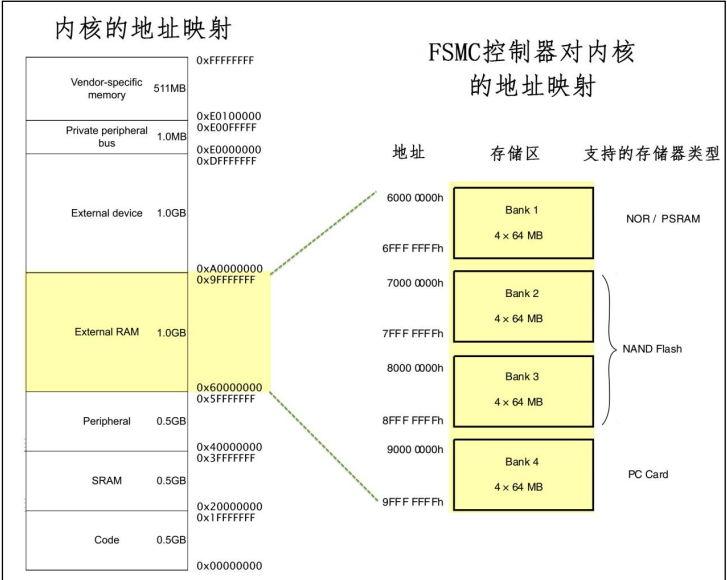 内核的地址映射
0xFFFFFFFF
Vendor-specific
memory
511MB
0xE0100000
0xE00FFFFF
Private peripheral
bus
1.0MB
0xE0000000
0xDFFFFFFF
External device
1.0GB
0xA0000000
0x9FFFFFFF
External RAM
1.0GB
0x60000000
0x5FFFFFFF
Peripheral
0.5GB
0x40000000
0x3FFFFFFF
SRAM
0.5GB
0x20000000
0x1FFFFFFF
Code
0.5GB
0x00000000
FSMC控制器对内核
的地址映射
地址 存储区 支持的存储器类型
6000 0000h
Bank 1
4 × 64 MB
NOR / PSRAM
6FFF FFFFh
7000 0000h
Bank 2
4 × 64 MB
7FFF FFFFh
NAND Flash
8000 0000h
Bank 3
4 × 64 MB
8FFF FFFFh
9000 0000h
Bank 4
4 × 64 MB
PC Card
9FFF FFFFh